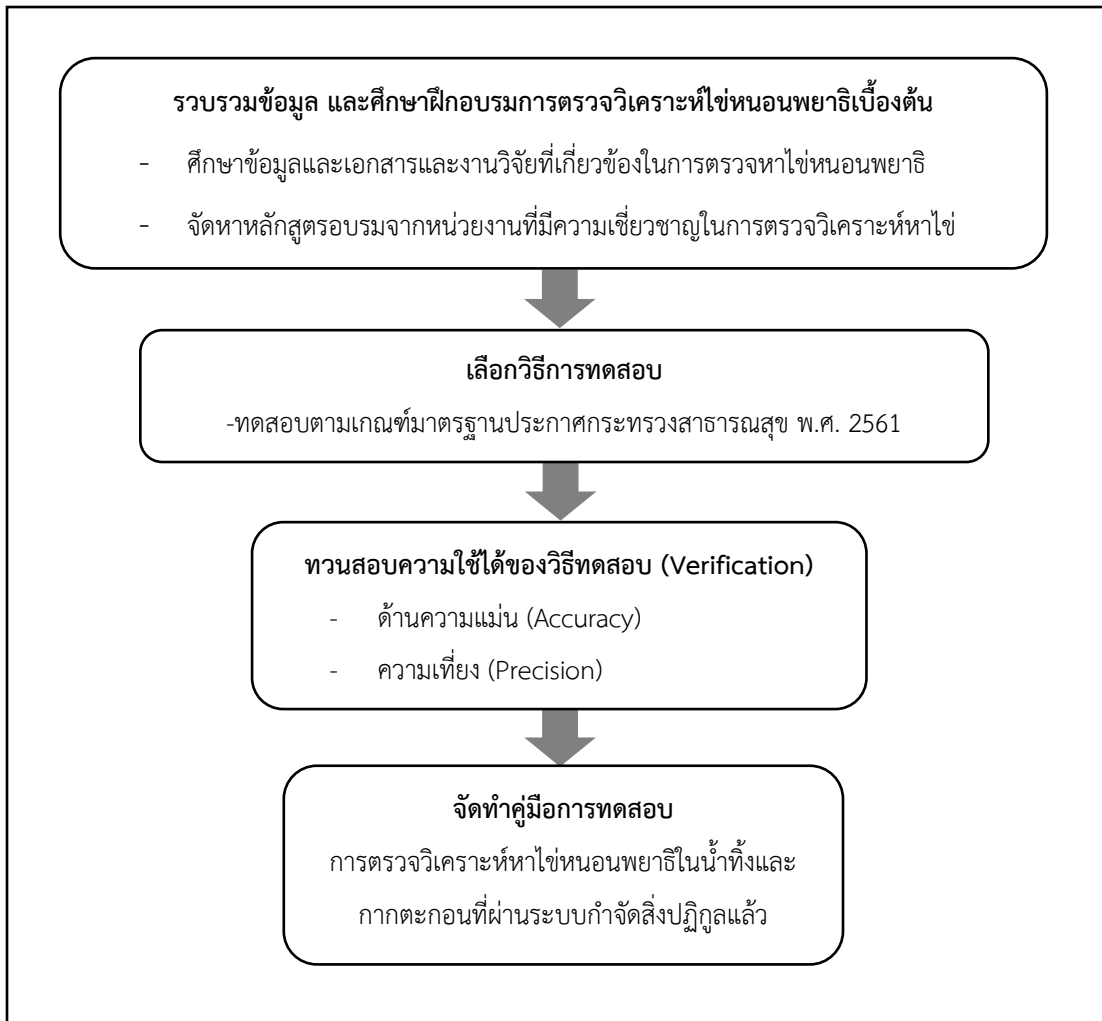 รวบรวมข้อมูล และศึกษาฝึกอบรมการตรวจวิเคราะห์ไข่หนอนพยาธิเบื้องต้น
- ศึกษาข้อมูลและเอกสารและงานวิจัยที่เกี่ยวข้องในการตรวจหาไข่หนอนพยาธิ
- จัดหาหลักสูตรอบรมจากหน่วยงานที่มีความเชี่ยวชาญในการตรวจวิเคราะห์หาไข่
เลือกวิธีการทดสอบ
-ทดสอบตามเกณฑ์มาตรฐานประกาศกระทรวงสาธารณสุข พ.ศ. 2561
ทวนสอบความใช้ได้ของวิธีทดสอบ (Verification)
- ด้านความแม่น (Accuracy)
- ความเที่ยง (Precision)
จัดทำคู่มือการทดสอบ
การตรวจวิเคราะห์หาไข่หนอนพยาธิในน้ำทิ้งและ
กากตะกอนที่ผ่านระบบกำจัดสิ่งปฏิกูลแล้ว